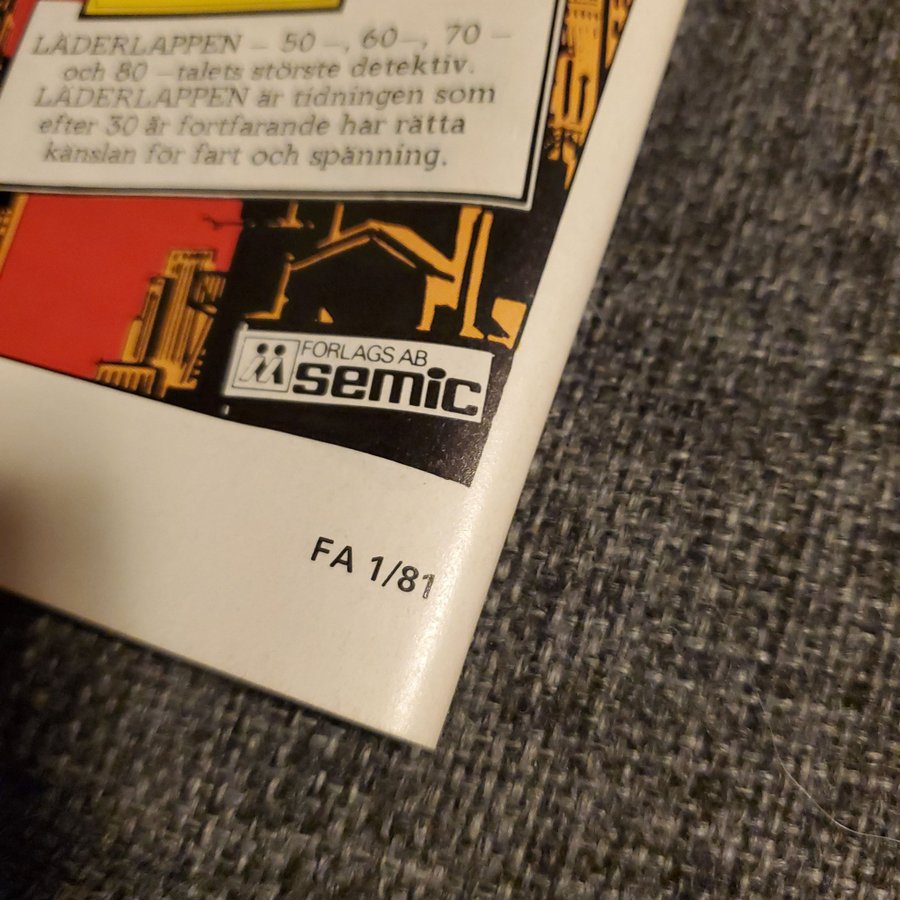 LÄDERLAPPEN – 50 –, 60 –, 70 –
och 80 –talets störste detektiv.
LÄDERLAPPEN är tidningen som
efter 30 år fortfarande har rätta
känslan för fart och spänning.
FÖRLAGS AB
semic
FA 1/81